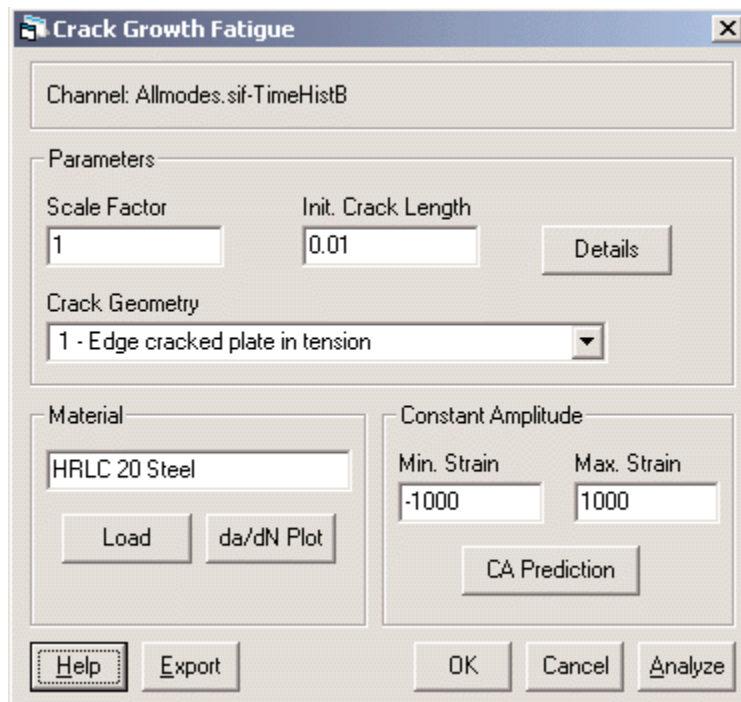 Crack Growth Fatigue
Channel: Allmodes.sif-TimeHistB
Parameters
Scale Factor Init. Crack Length
1 0.01 Details
Crack Geometry
1 - Edge cracked plate in tension
Material Constant Amplitude
HRLC 20 Steel Min. Strain Max. Strain
-1000 1000
Load da/dN Plot CA Prediction
Help Export OK Cancel Analyze